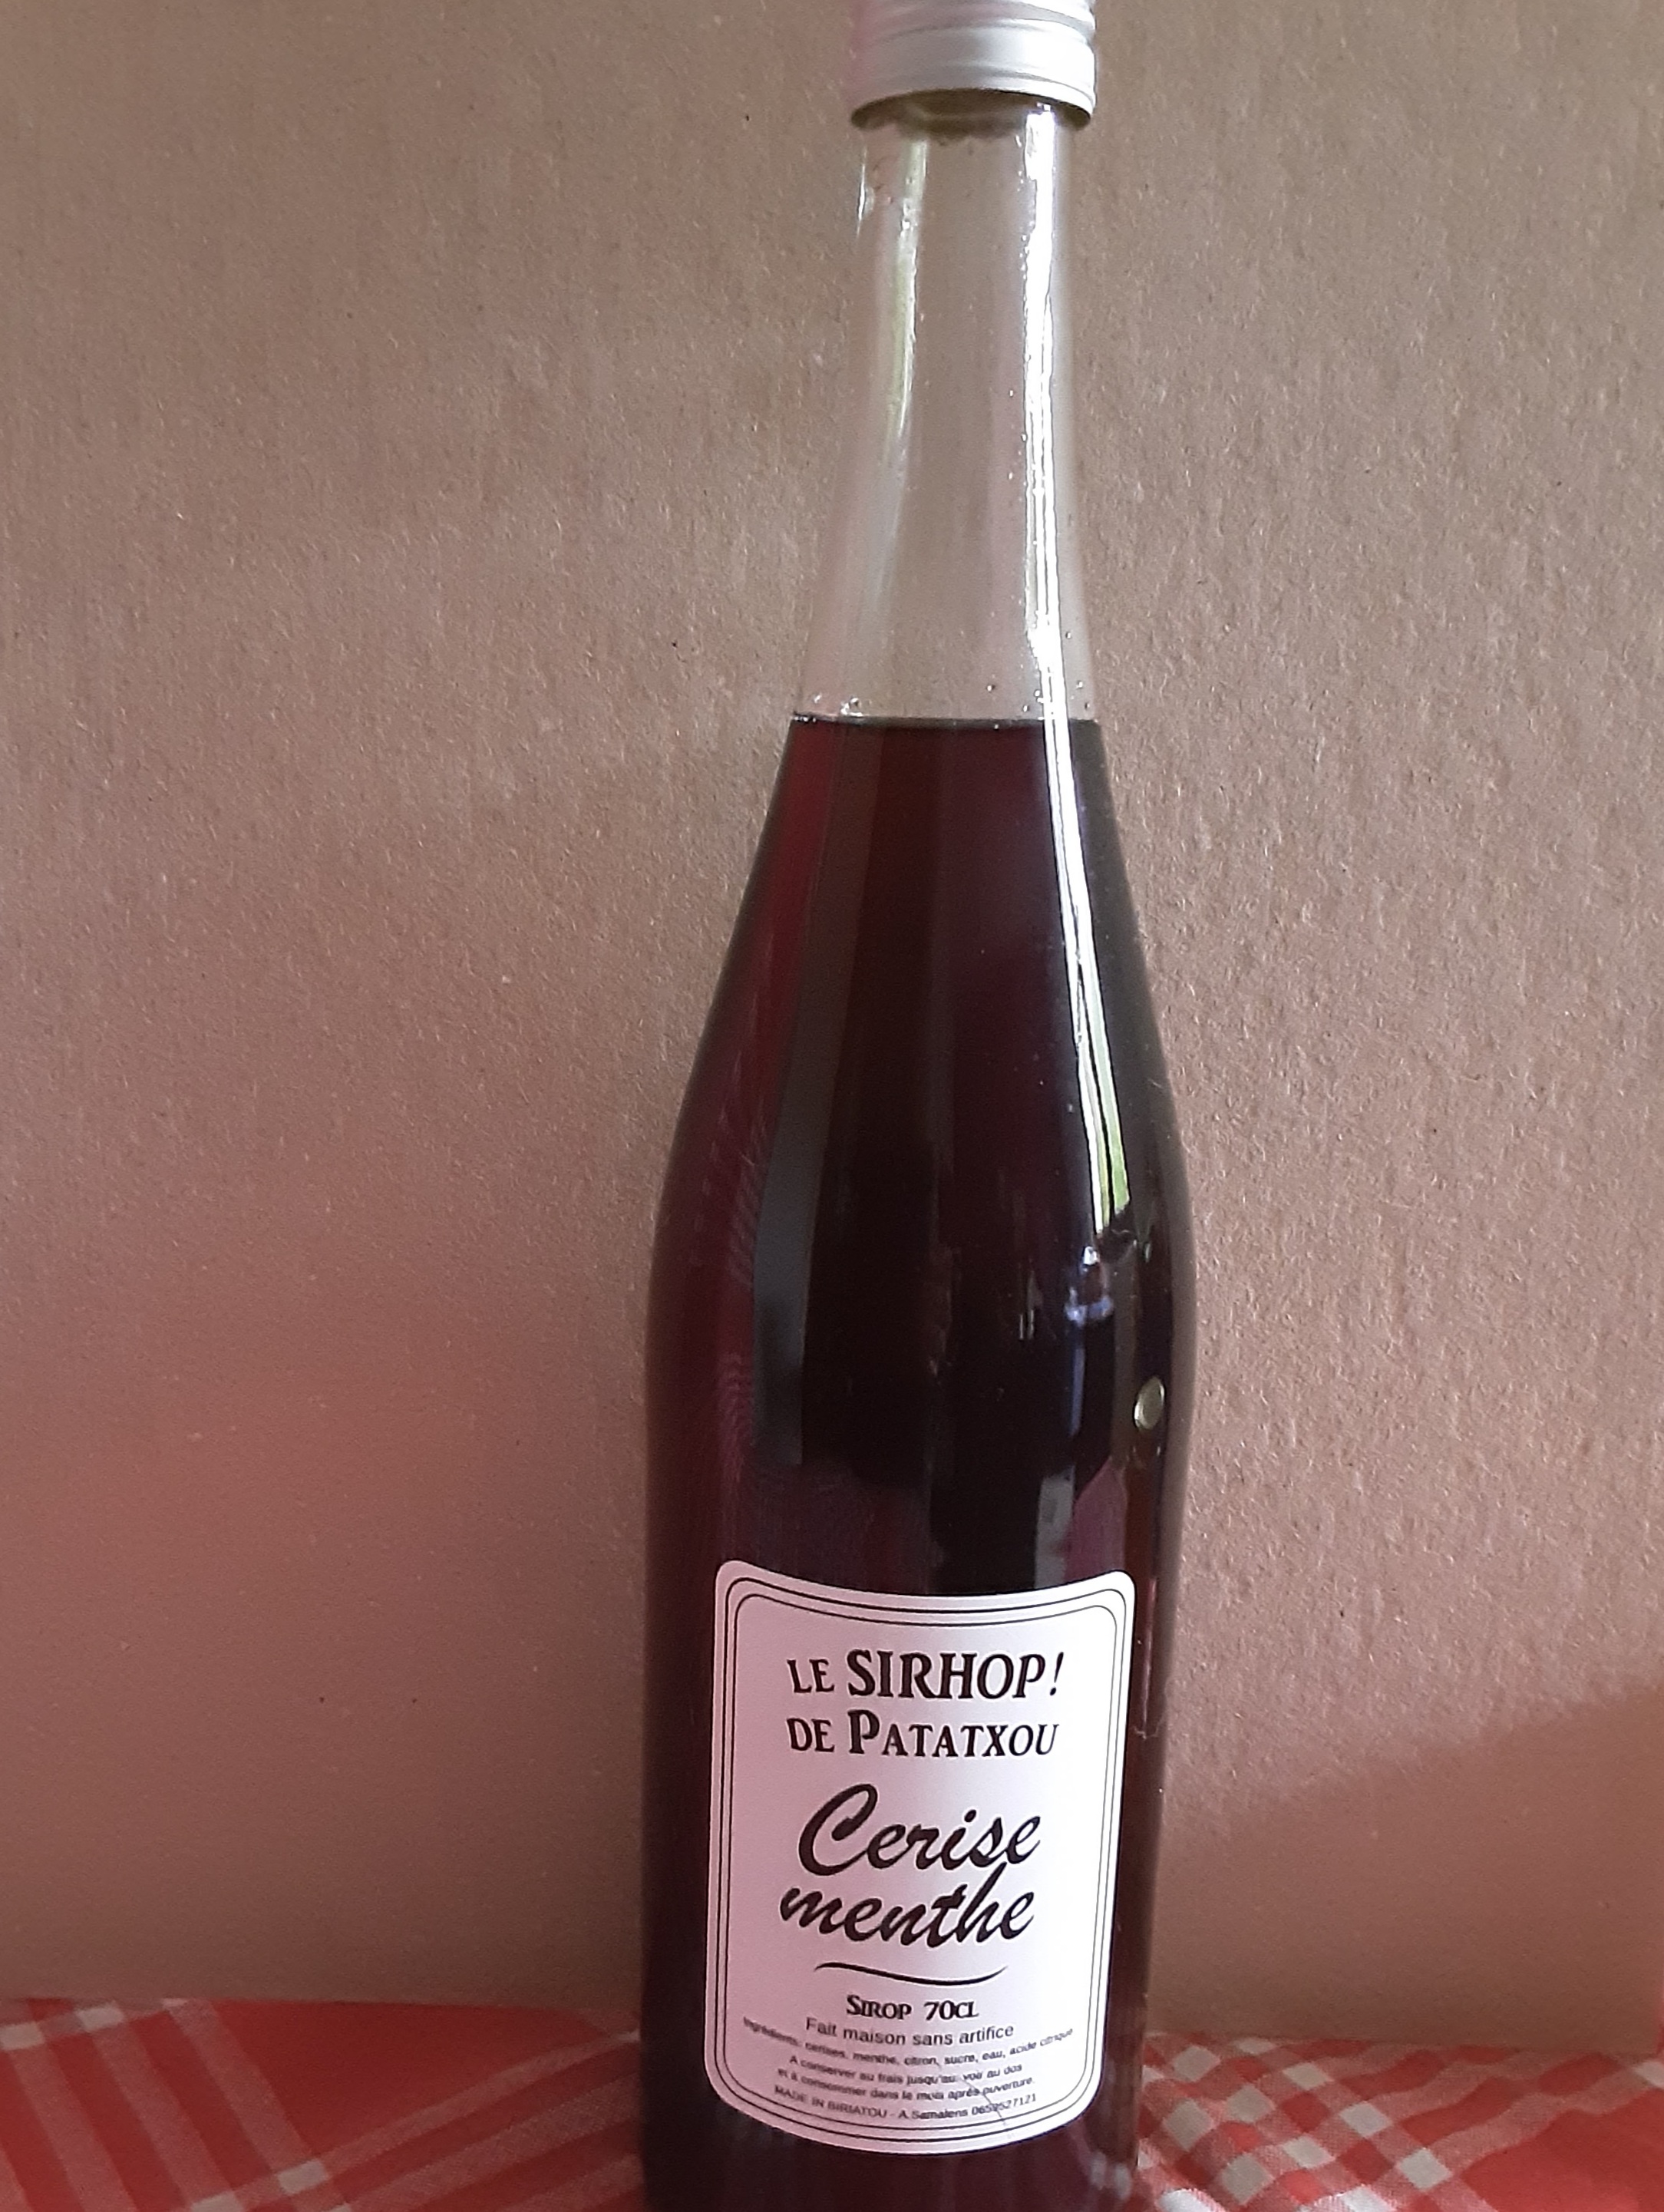 LE SIRHOP!
DE PATATXOU
Cerise
menthe
SIROP 70CL
Fait maison sans artifice
Ingrédients: cerises, menthe, citron, sucre, eau, acide citrique
A conserver au frais jusqu'au: voir au dos
et à consommer dans le mois après ouverture.
MADE IN BIRIATOU - A.Samalens